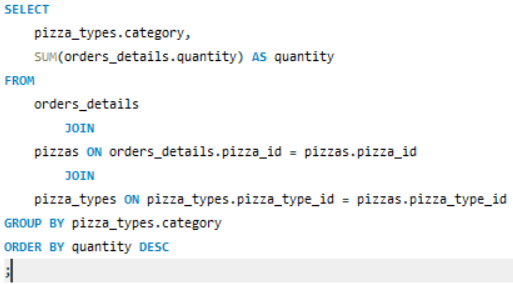 SELECT
pizza_types.category,
SUM(orders_details.quantity) AS quantity
FROM
orders_details
JOIN
pizzas ON orders_details.pizza_id = pizzas.pizza_id
JOIN
pizza_types ON pizza_types.pizza_type_id = pizzas.pizza_type_id
GROUP BY pizza_types.category
ORDER BY quantity DESC
;